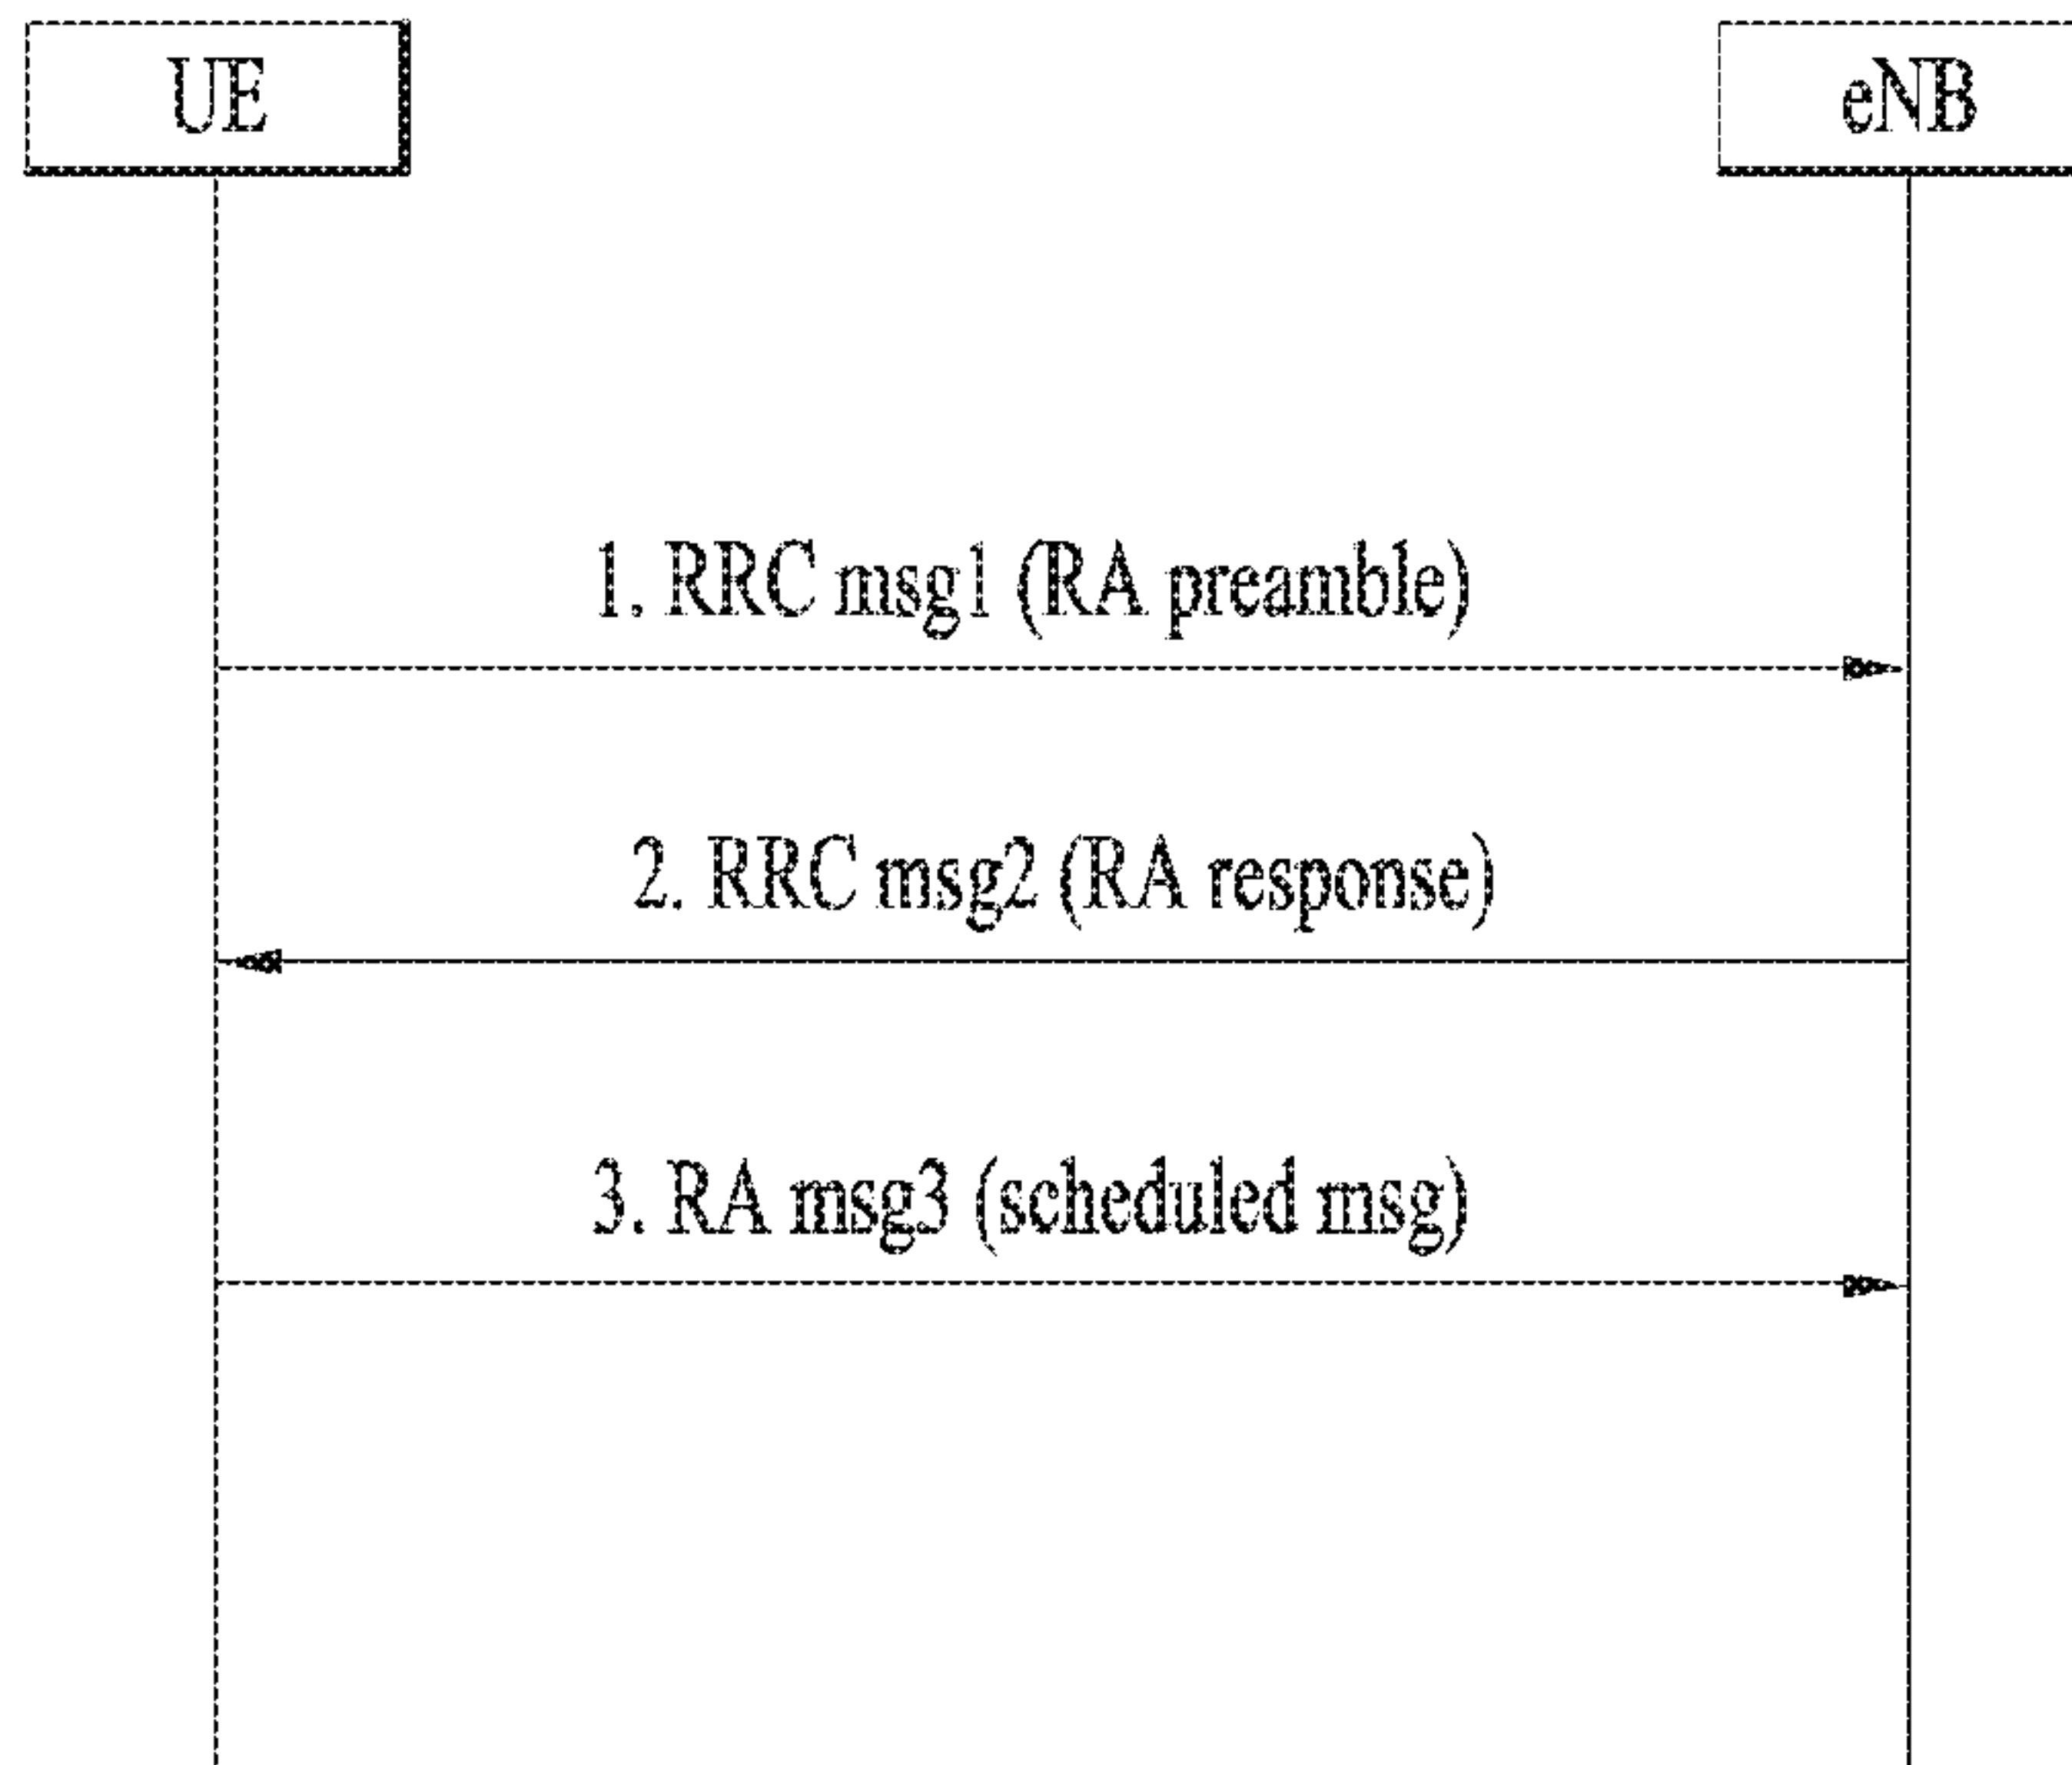 UE
eNB
1. RRC msg1 (RA preamble)
2. RRC msg2 (RA response)
3. RA msg3 (scheduled msg)